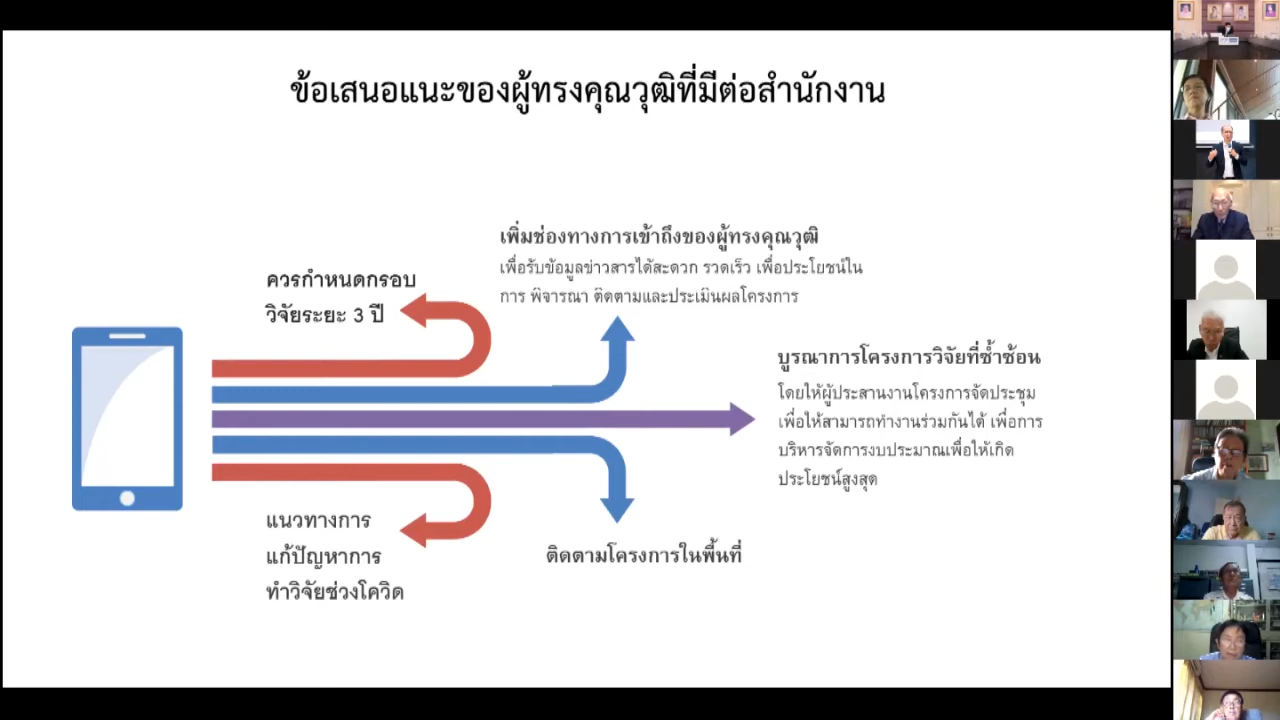 ข้อเสนอแนะของผู้ทรงคุณวุฒิที่มีต่อสำนักงาน
เพิ่มช่องทางการเข้าถึงของผู้ทรงคุณวุฒิ
เพื่อรับข้อมูลข่าวสารได้สะดวก รวดเร็ว เพื่อประโยชน์ใน
การ พิจารณา ติดตามและประเมินผลโครงการ
ควรกำหนดกรอบ
วิจัยระยะ 3 ปี
บูรณาการโครงการวิจัยที่ซ้ำซ้อน
โดยให้ผู้ประสานงานโครงการจัดประชุม
เพื่อให้สามารถทำงานร่วมกันได้ เพื่อการ
บริหารจัดการงบประมาณเพื่อให้เกิด
ประโยชน์สูงสุด
แนวทางการ
แก้ปัญหาการ
ทำวิจัยช่วงโควิด
ติดตามโครงการในพื้นที่